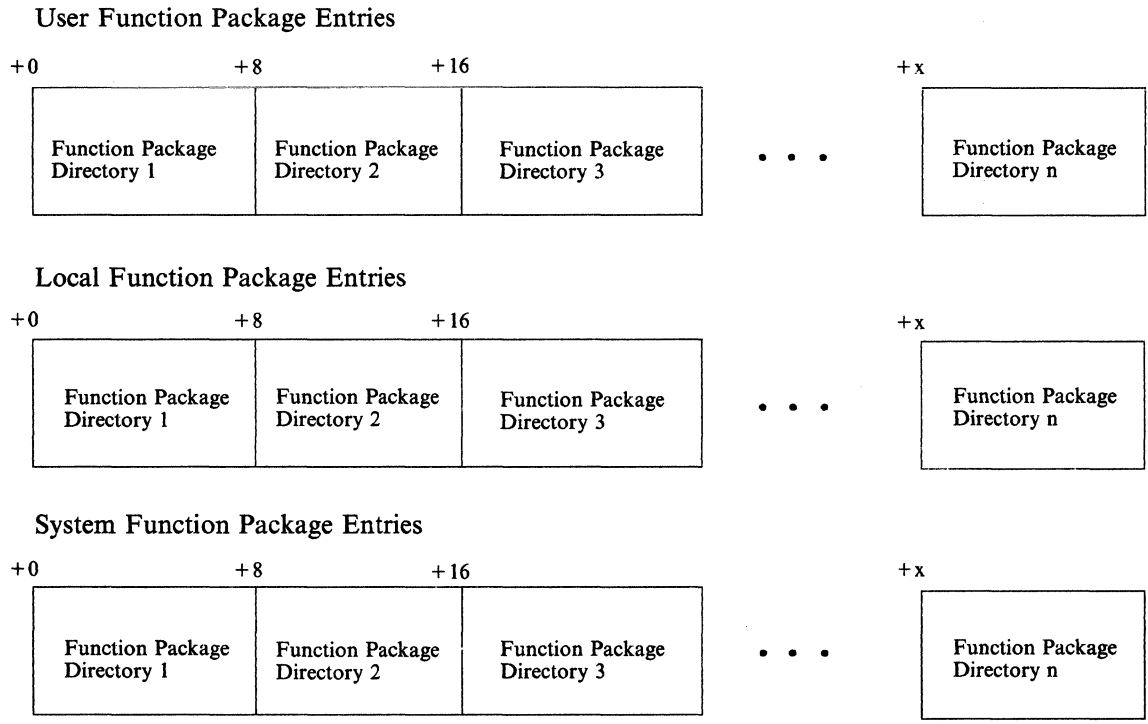 User Function Package Entries
+0 +8 +16 +x
Function Package Directory 1
Function Package Directory 2
Function Package Directory 3
. . .
Function Package Directory n
Local Function Package Entries
+0 +8 +16 +x
Function Package Directory 1
Function Package Directory 2
Function Package Directory 3
. . .
Function Package Directory n
System Function Package Entries
+0 +8 +16 +x
Function Package Directory 1
Function Package Directory 2
Function Package Directory 3
. . .
Function Package Directory n